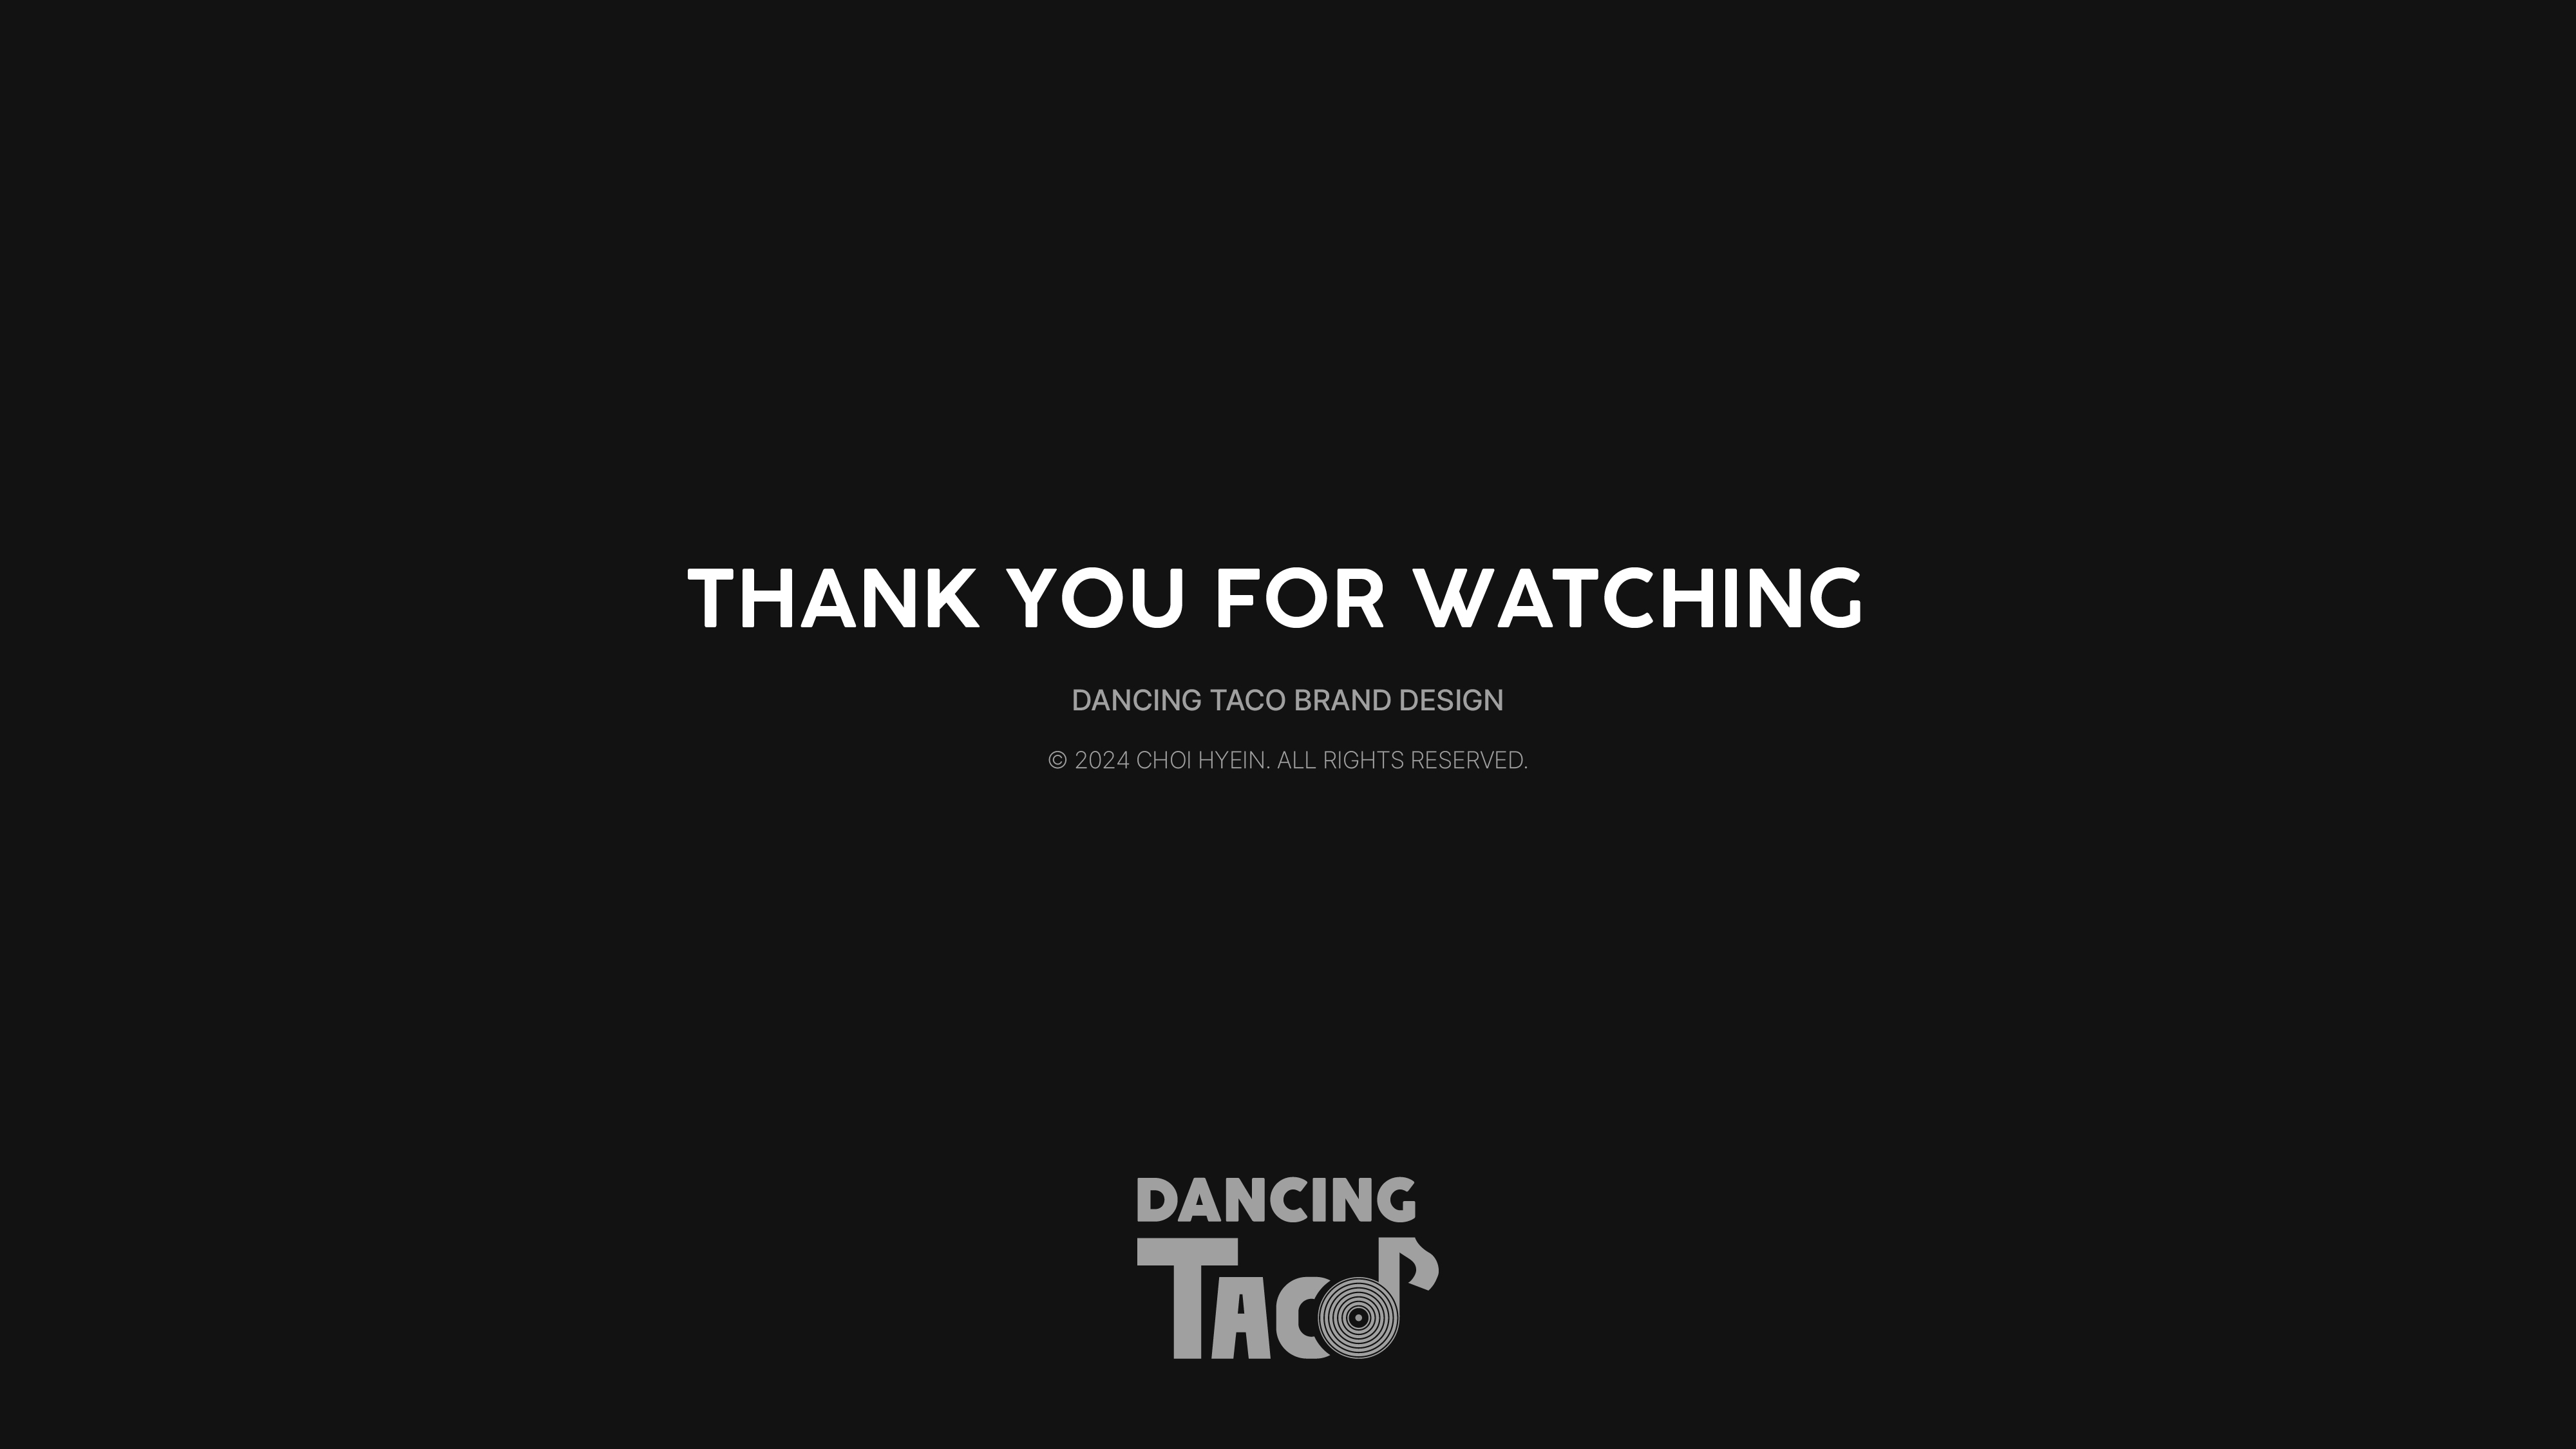 THANK YOU FOR WATCHING
DANCING TACO BRAND DESIGN
© 2024 CHOI HYEIN. ALL RIGHTS RESERVED.
DANCING
TACO